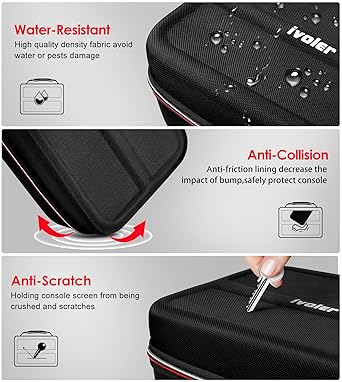 Water-Resistant
High quality density fabric avoid
water or pests damage
ivoler
Anti-Collision
Anti-friction lining decrease the
impact of bump,safely protect console
Anti-Scratch
Holding console screen from being
crushed and scratches
ivoler